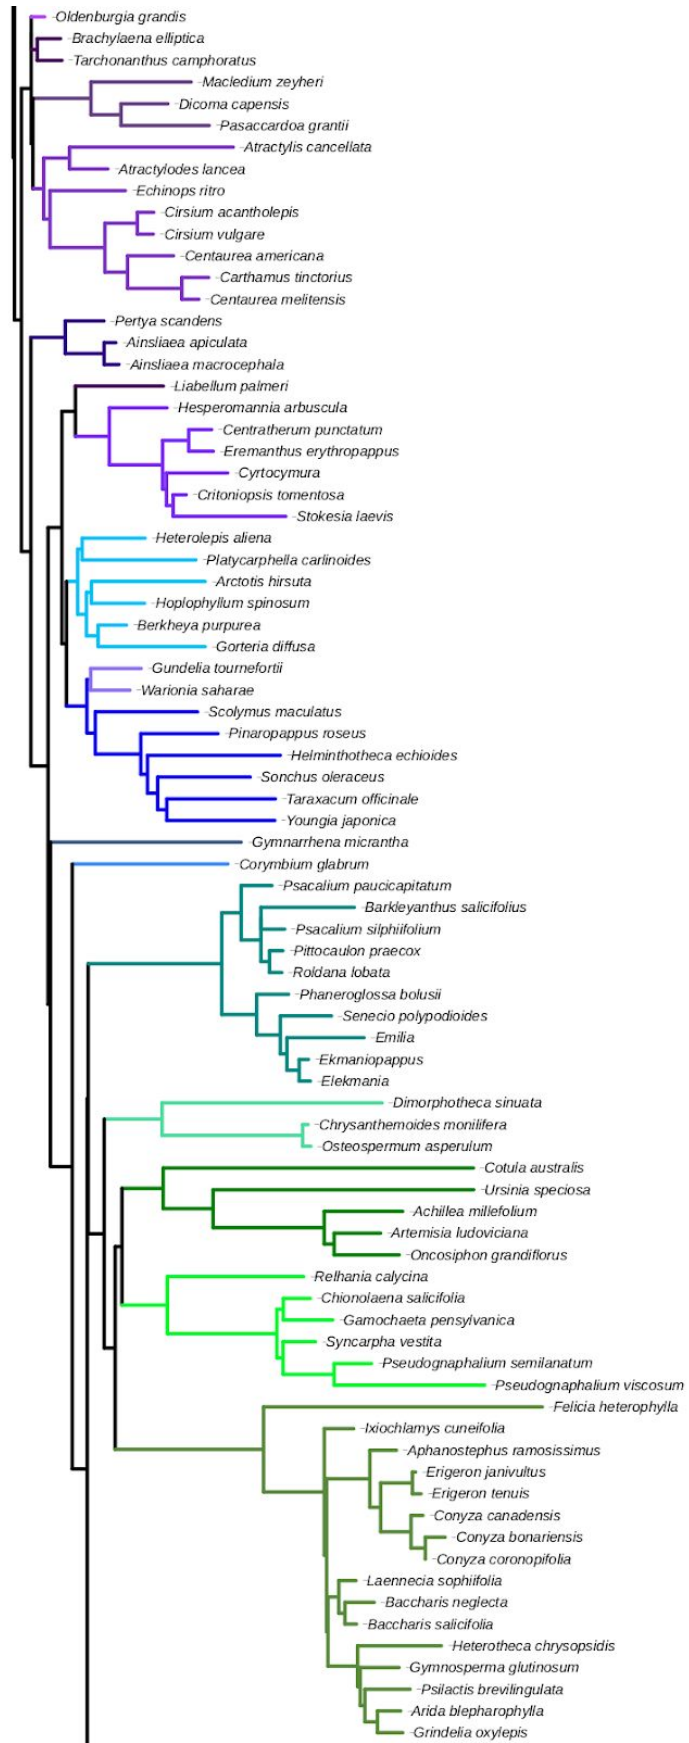 Oldenburgia grandis
Brachylaena elliptica
Tarchonanthus camphoratus
Macledium zeyheri
Dicoma capensis
Pasaccardoa grantii
Atractylis cancellata
Atractylodes lancea
Echinops ritro
Cirsium acantholepis
Cirsium vulgare
Centaurea americana
Carthamus tinctorius
Centaurea melitensis
Pertya scandens
Ainsliaea apiculata
Ainsliaea macrocephala
Liabellum palmeri
Hesperomannia arbuscula
Centratherum punctatum
Eremanthus erythropappus
Cyrtocymura
Critoniopsis tomentosa
Stokesia laevis
Heterolepis aliena
Platycarphella carlinoides
Arctotis hirsuta
Hoplophyllum spinosum
Berkheya purpurea
Gorteria diffusa
Gundelia tournefortii
Warionia saharae
Scolymus maculatus
Pinaropappus roseus
Helminthotheca echioides
Sonchus oleraceus
Taraxacum officinale
Youngia japonica
Gymnarrhena micrantha
Corymbium glabrum
Psacalium paucicapitatum
Barkleyanthus salicifolius
Psacalium silphiifolium
Pittocaulon praecox
Roldana lobata
Phaneroglossa bolusii
Senecio polypodioides
Emilia
Ekmaniopappus
Elekmania
Dimorphotheca sinuata
Chrysanthemoides monilifera
Osteospermum asperulum
Cotula australis
Ursinia speciosa
Achillea millefolium
Artemisia ludoviciana
Oncosiphon grandiflorus
Relhania calycina
Chionolaena salicifolia
Gamochaeta pensylvanica
Syncarpha vestita
Pseudognaphalium semilanatum
Pseudognaphalium viscosum
Felicia heterophylla
Ixiochlamys cuneifolia
Aphanostephus ramosissimus
Erigeron janivultus
Erigeron tenuis
Conyza canadensis
Conyza bonariensis
Conyza coronopifolia
Laennecia sophiifolia
Baccharis neglecta
Baccharis salicifolia
Heterotheca chrysopsidis
Gymnosperma glutinosum
Psilactis brevilingulata
Arida blepharophylla
Grindelia oxylepis